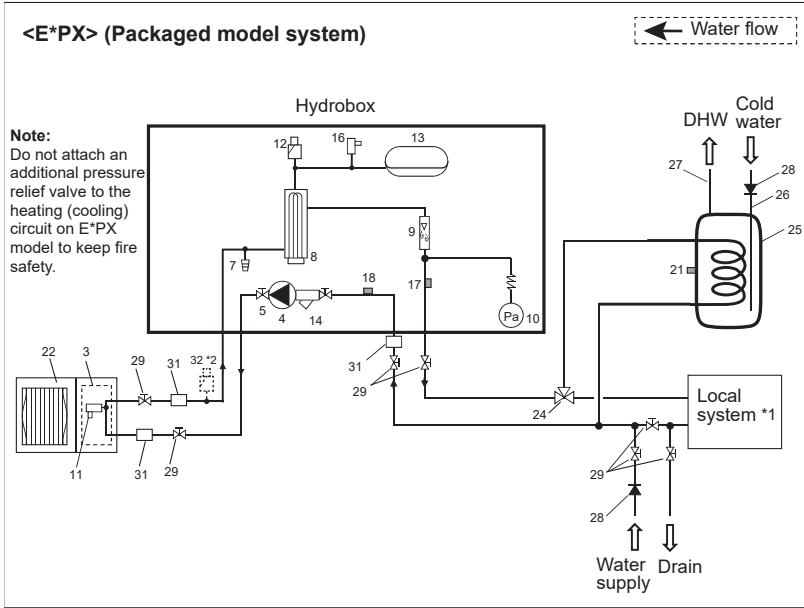 <E*PX> (Packaged model system)
Water flow
Hydrobox
Note:
Do not attach an
additional pressure
relief valve to the
heating (cooling)
circuit on E*PX
model to keep fire
safety.
12
16
13
7
8
9
5
4
14
18
17
Pa
10
DHW
Cold
water
27
28
26
25
21
22
3
29
31
32 *2
11
31
29
31
29
24
Local
system *1
29
28
Water
supply
Drain